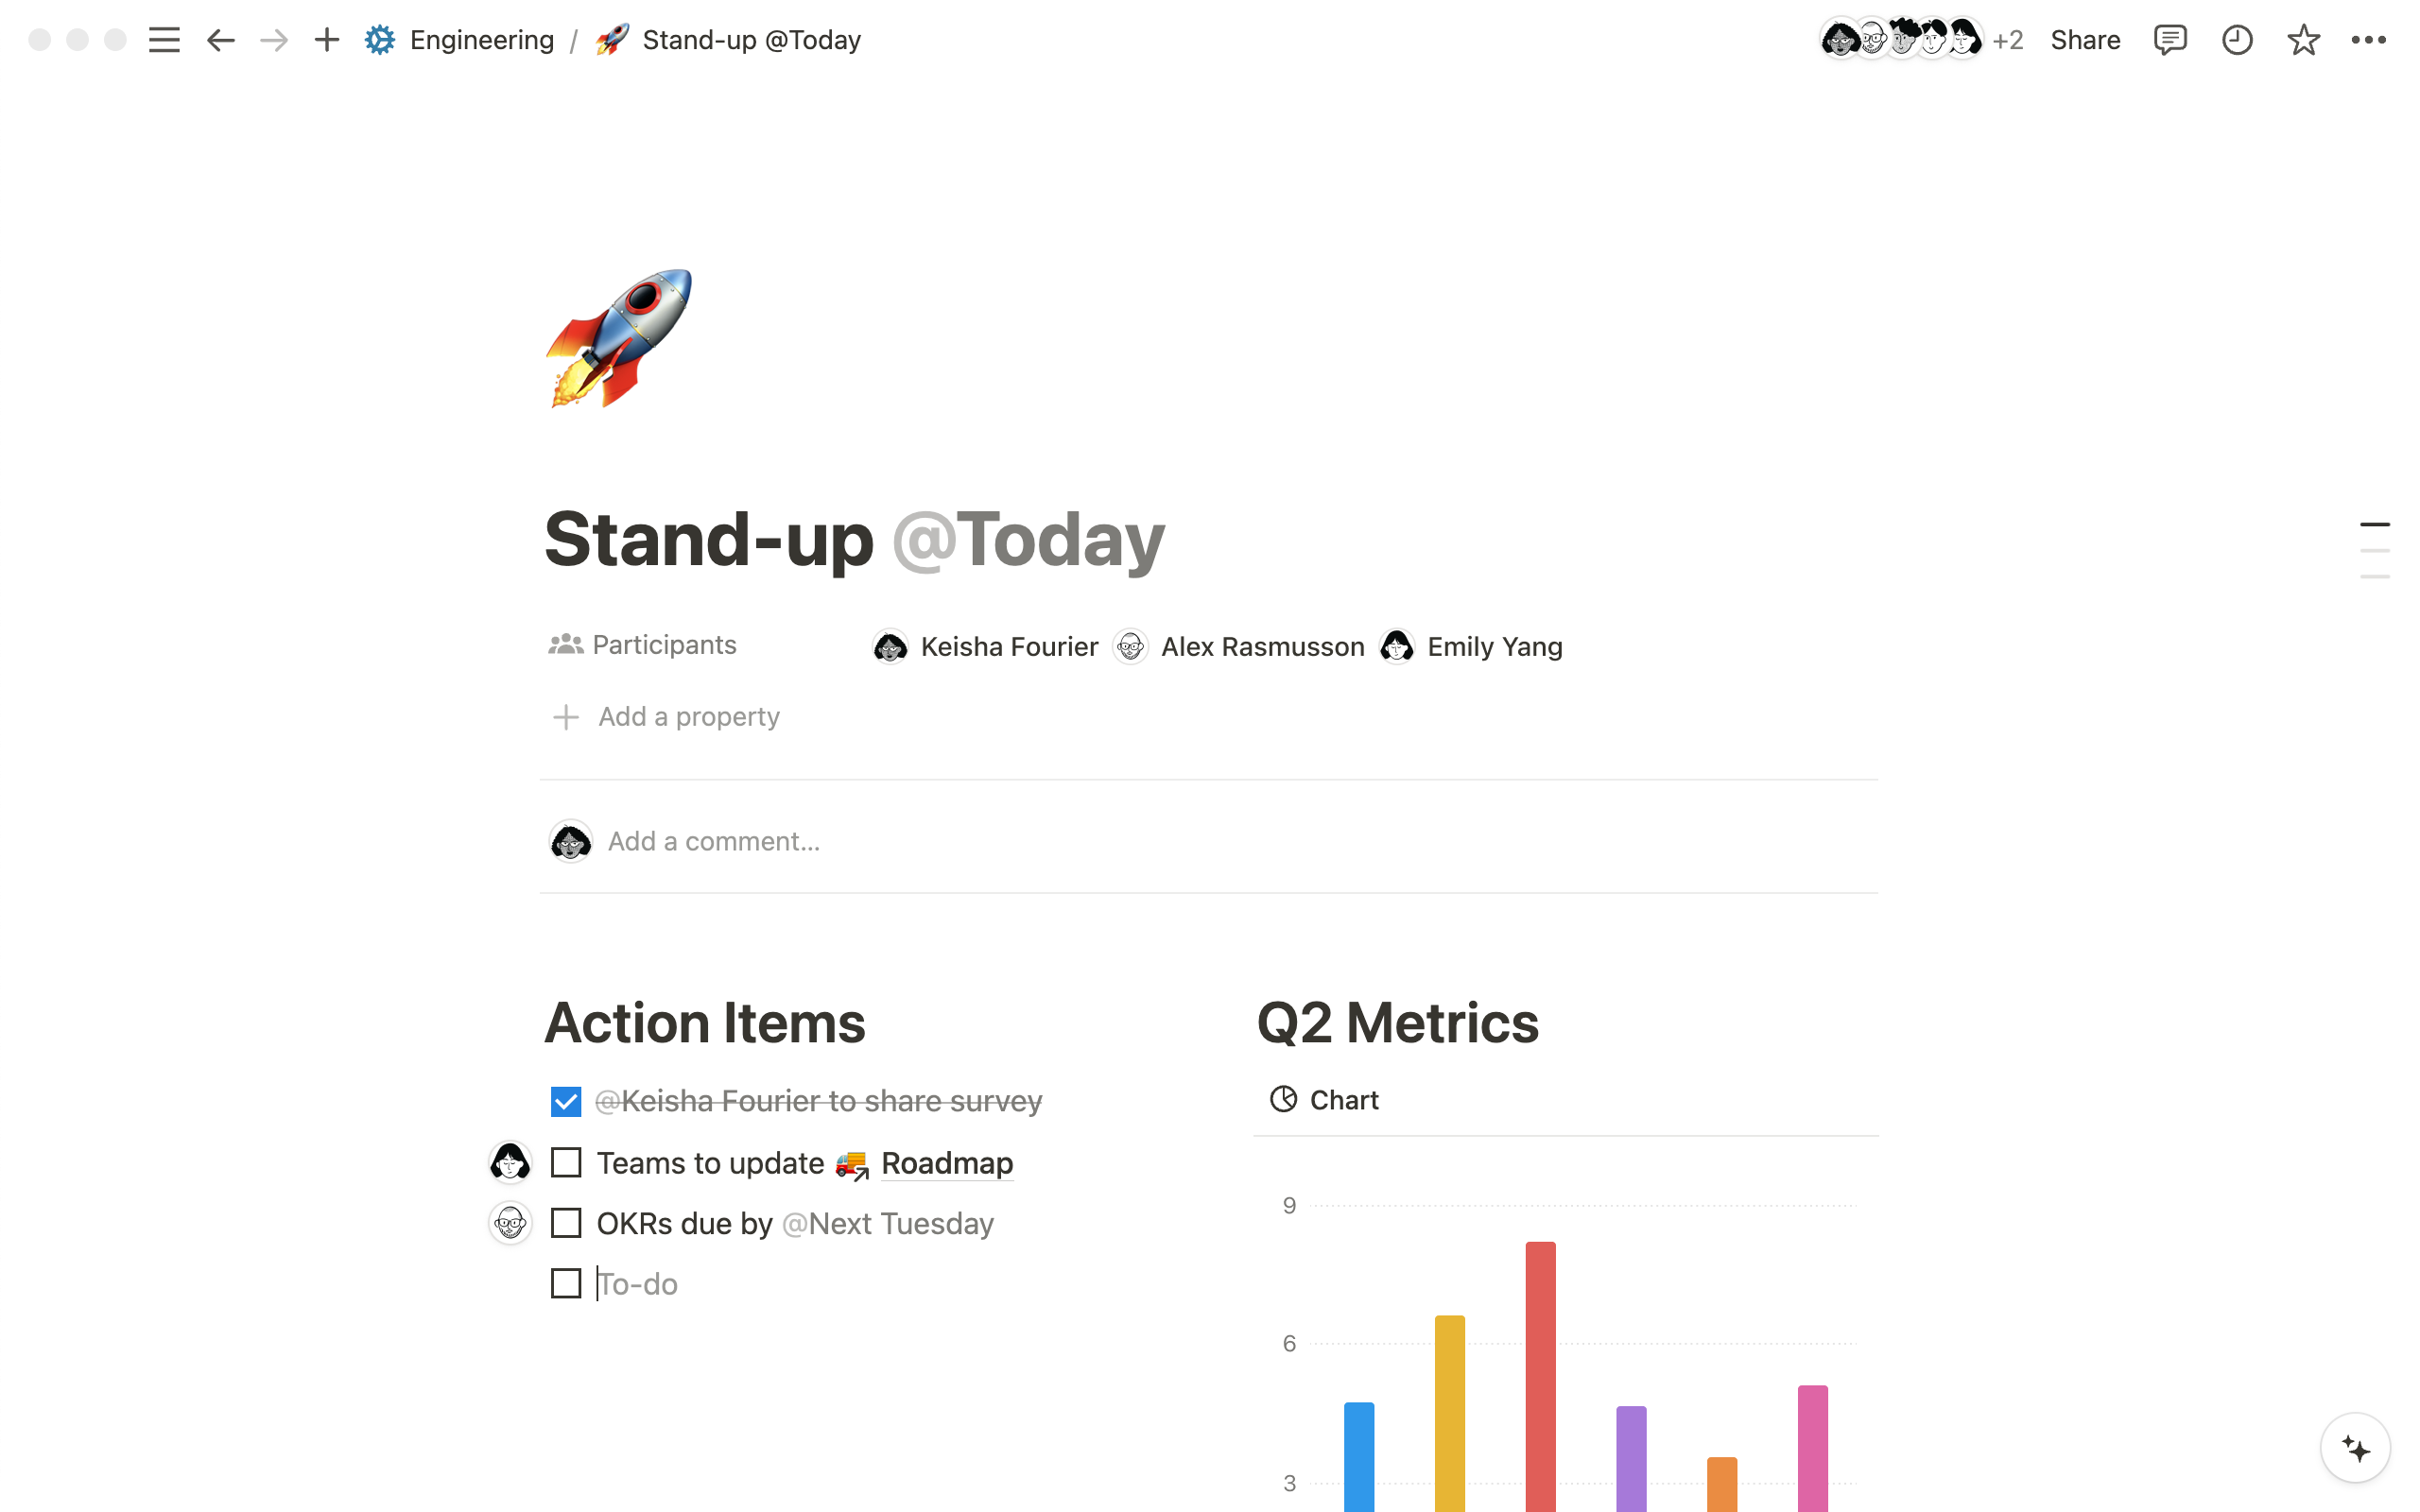 Engineering / Stand-up @Today
+2 Share
Stand-up @Today
Participants Keisha Fourier Alex Rasmusson Emily Yang
Add a property
Add a comment...
Action Items
@Keisha Fourier to share survey
Teams to update Roadmap
OKRs due by @Next Tuesday
To-do
Q2 Metrics
Chart
9
6
3